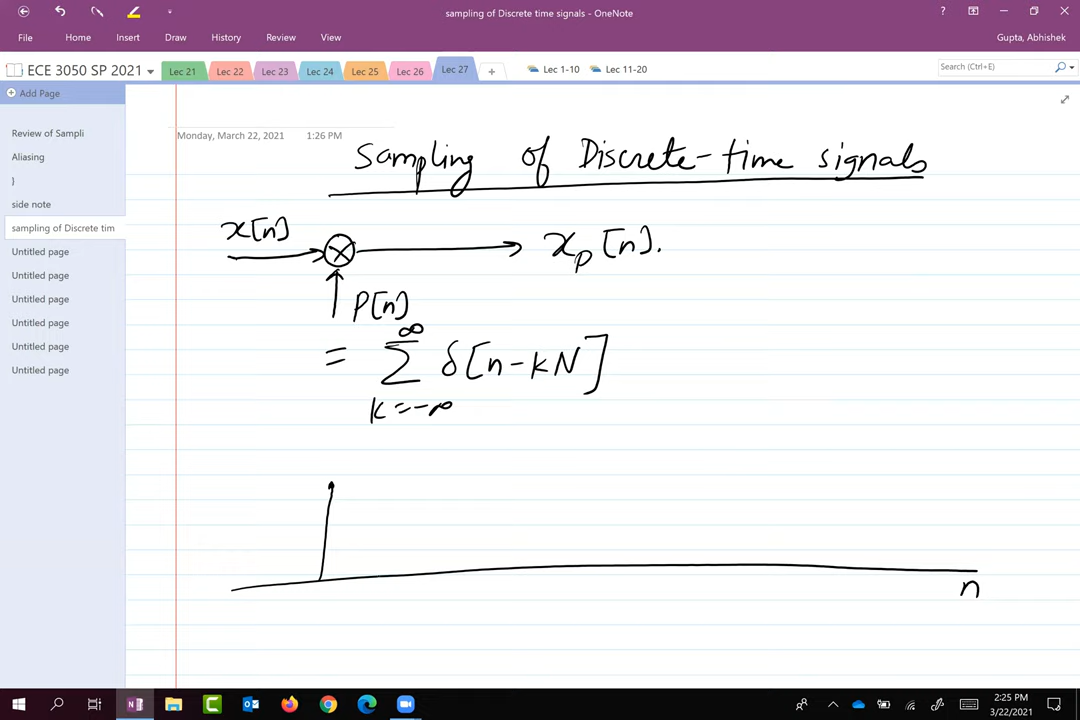 sampling of Discrete time signals - OneNote
File Home Insert Draw History Review View
Gupta, Abhishek
ECE 3050 SP 2021
Lec 21 Lec 22 Lec 23 Lec 24 Lec 25 Lec 26 Lec 27 + Lec 1-10 Lec 11-20
Search (Ctrl+E)
Add Page
Review of Sampli
Aliasing
}
side note
sampling of Discrete tim
Untitled page
Untitled page
Untitled page
Untitled page
Untitled page
Untitled page
Monday, March 22, 2021 1:26 PM
Sampling of Discrete-time signals
x[n]
x_p[n].
P[n]
= ∑_{k=-∞}^{∞} δ[n-kN]
n
2:25 PM
3/22/2021